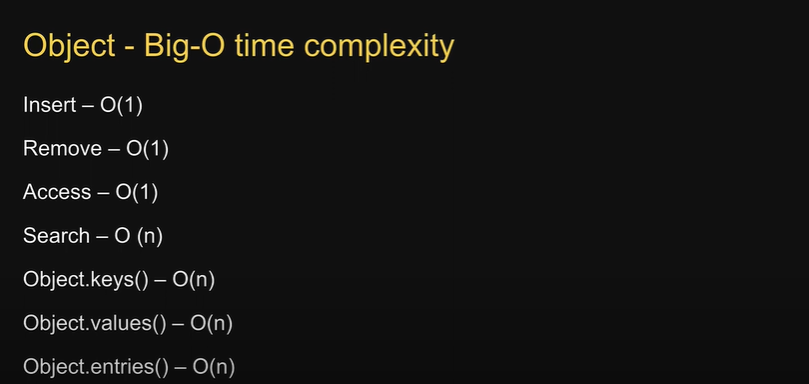 Object - Big-O time complexity
Insert – O(1)
Remove – O(1)
Access – O(1)
Search – O (n)
Object.keys() – O(n)
Object.values() – O(n)
Object.entries() – O(n)